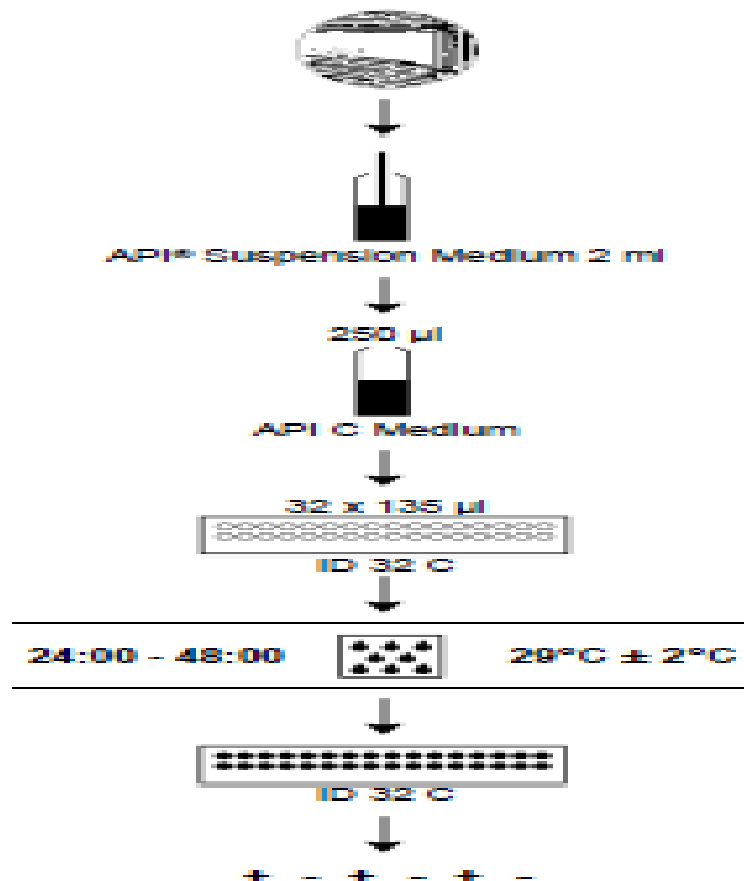 API® Suspension Medium 2 ml
250 µl
API C Medium
32 x 135 µl
ID 32 C
24:00 - 48:00 29°C ± 2°C
ID 32 C
+ - + - + -